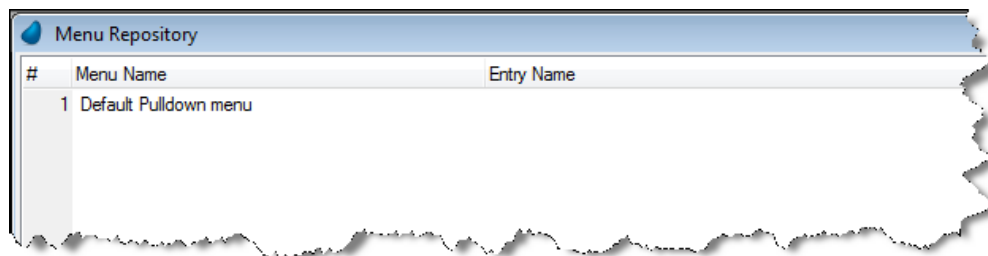 Menu Repository
# Menu Name Entry Name
1 Default Pulldown menu